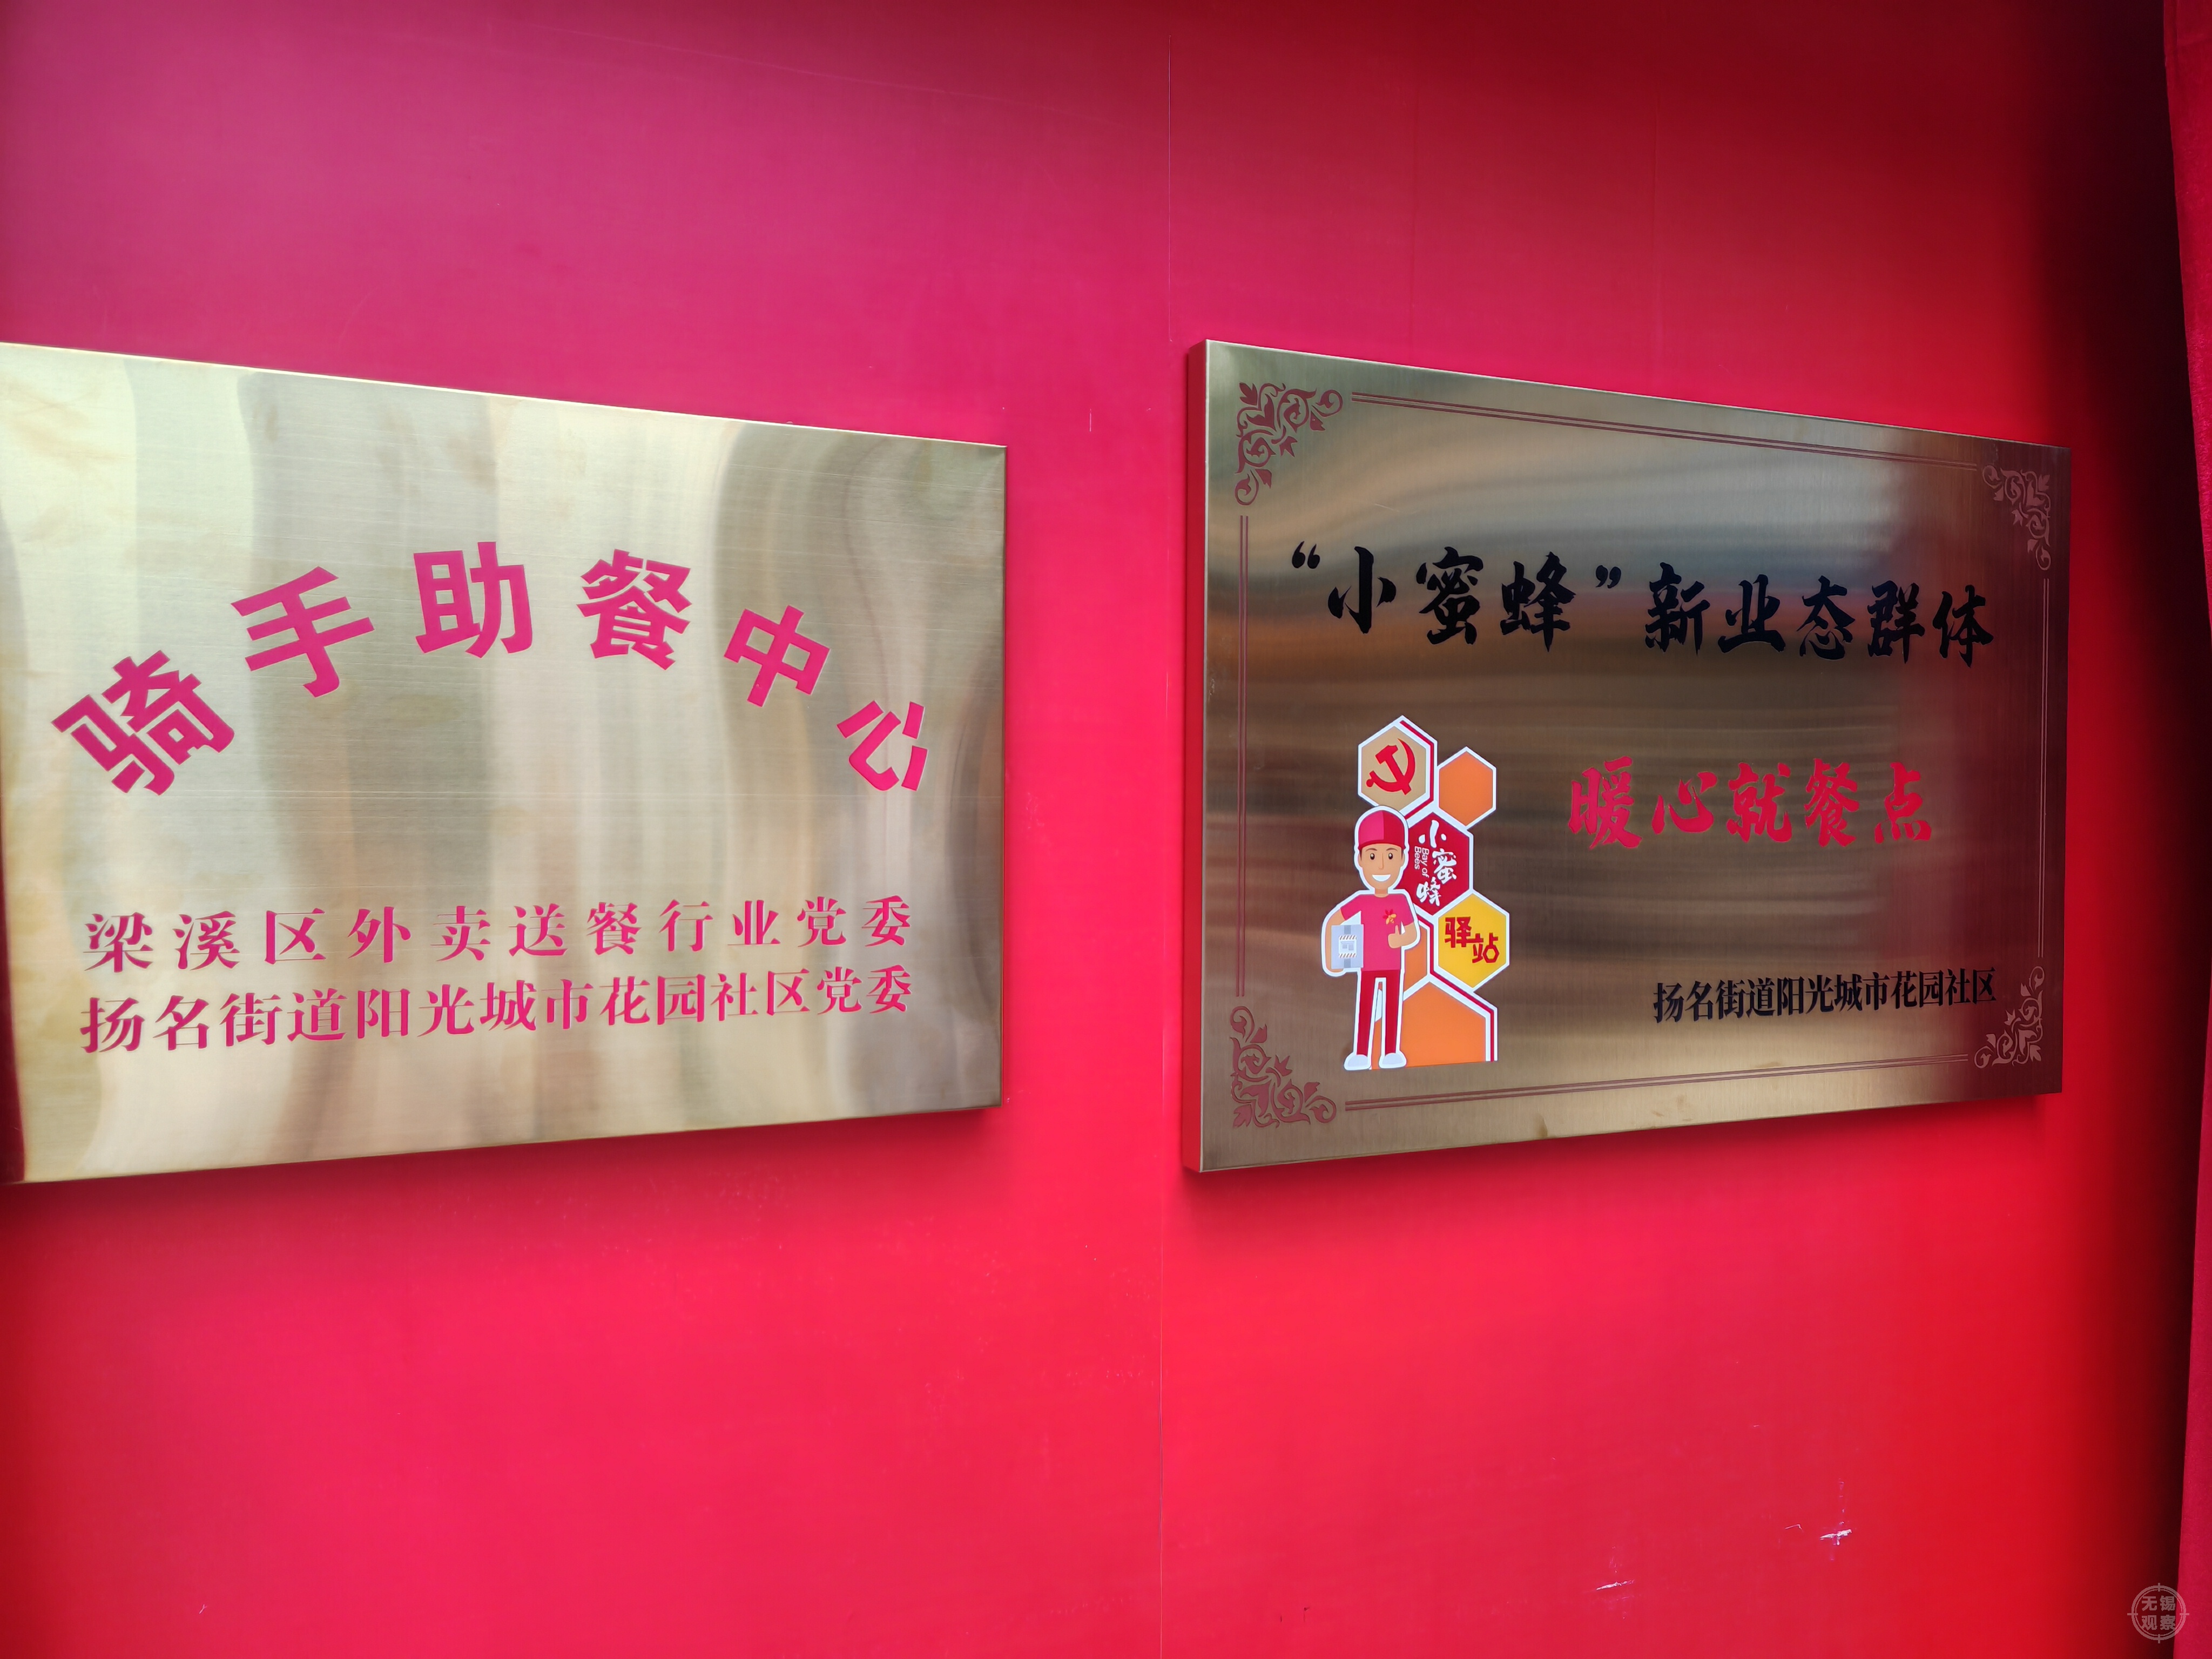 骑手助餐中心
梁溪区外卖送餐行业党委
扬名街道阳光城市花园社区党委
“小蜜蜂”新业态群体
暖心就餐点
小蜜蜂
Bay of
Bees
驿站
扬名街道阳光城市花园社区
无锡
观察